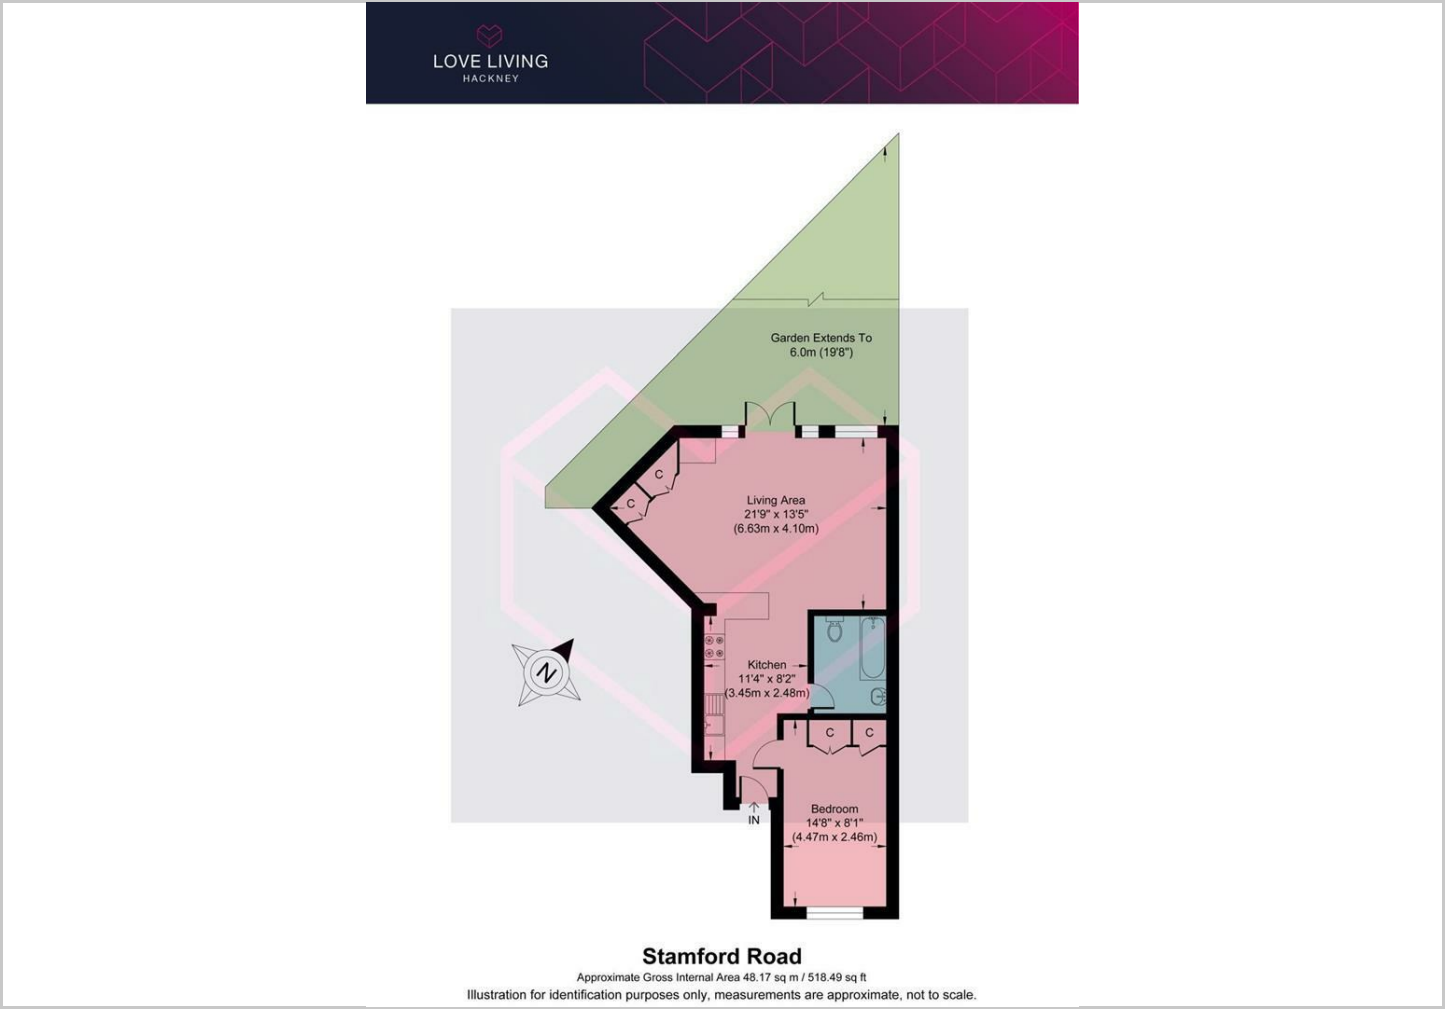 LOVE LIVING
HACKNEY
Garden Extends To
6.0m (19'8")
C
C
Living Area
21'9" x 13'5"
(6.63m x 4.10m)
Kitchen
11'4" x 8'2"
(3.45m x 2.48m)
N
C
C
Bedroom
14'8" x 8'1"
(4.47m x 2.46m)
IN
Stamford Road
Approximate Gross Internal Area 48.17 sq m / 518.49 sq ft
Illustration for identification purposes only, measurements are approximate, not to scale.